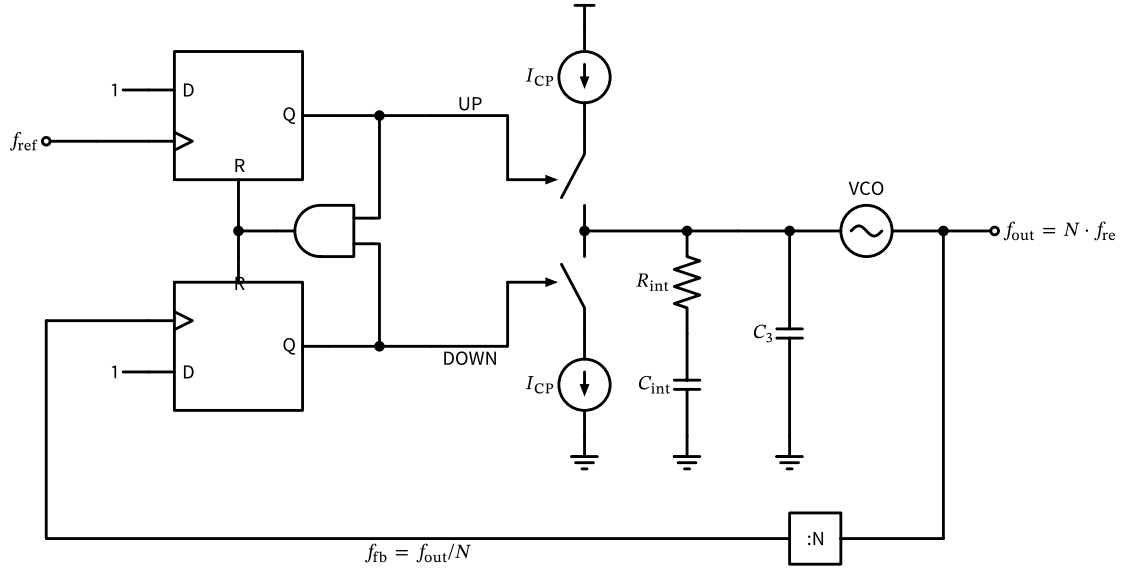 I_CP
1
D
Q
UP
f_ref
R
VCO
f_out = N · f_re
R
R_int
Q
C_3
DOWN
1
D
I_CP
C_int
:N
f_fb = f_out/N